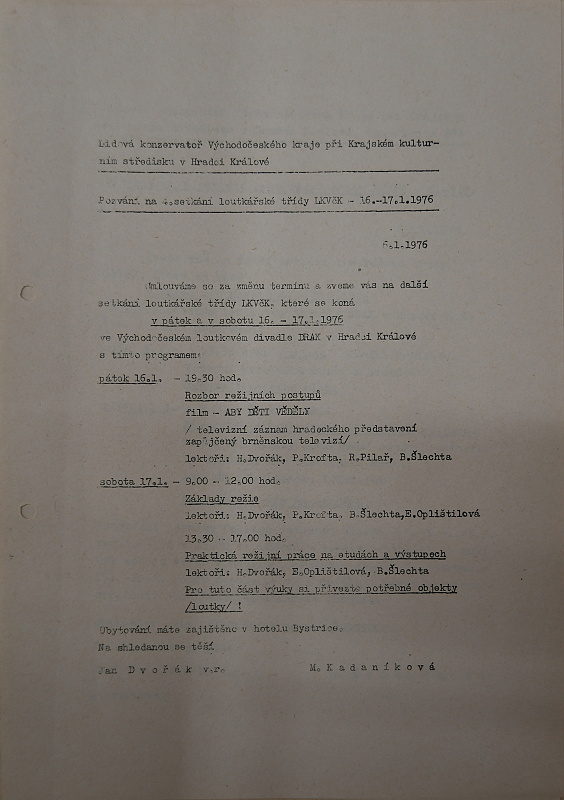 Lidová konzervatoř Východočeského kraje při Krajském kultur-
ním středisku v Hradci Králové
Pozvání na 4.setkání loutkářské třídy LKVčK - 16.-17.1.1976
6.1.1976
Omlouváme se za změnu termínu a zveme vás na další
setkání loutkářské třídy LKVčK, které se koná
v pátek a v sobotu 16. - 17.1.1976
ve Východočeském loutkovém divadle DRAK v Hradci Králové
s tímto programem:
pátek 16.1. - 19.30 hod.
Rozbor režijních postupů
film - ABY DĚTI VĚDĚLY
/ televizní záznam hradeckého představení
zapůjčený brněnskou televizí/
lektoři: H.Dvořák, P.Krofta, R.Pilař, B.Šlechta
sobota 17.1. - 9.00 - 12.00 hod.
Základy režie
lektoři: H.Dvořák, P.Krofta, B.Šlechta,E.Oplištilová
13.30 - 17.00 hod.
Praktická režijní práce na etudách a výstupech
lektoři: H.Dvořák, E.Oplištilová, B.Šlechta
Pro tuto část výuky si přivezte potřebné objekty
/loutky/ !
Ubytování máte zajištěno v hotelu Bystrice.
Na shledanou se těší
Jan D v o ř á k v.r. M. K a d a n í k o v á